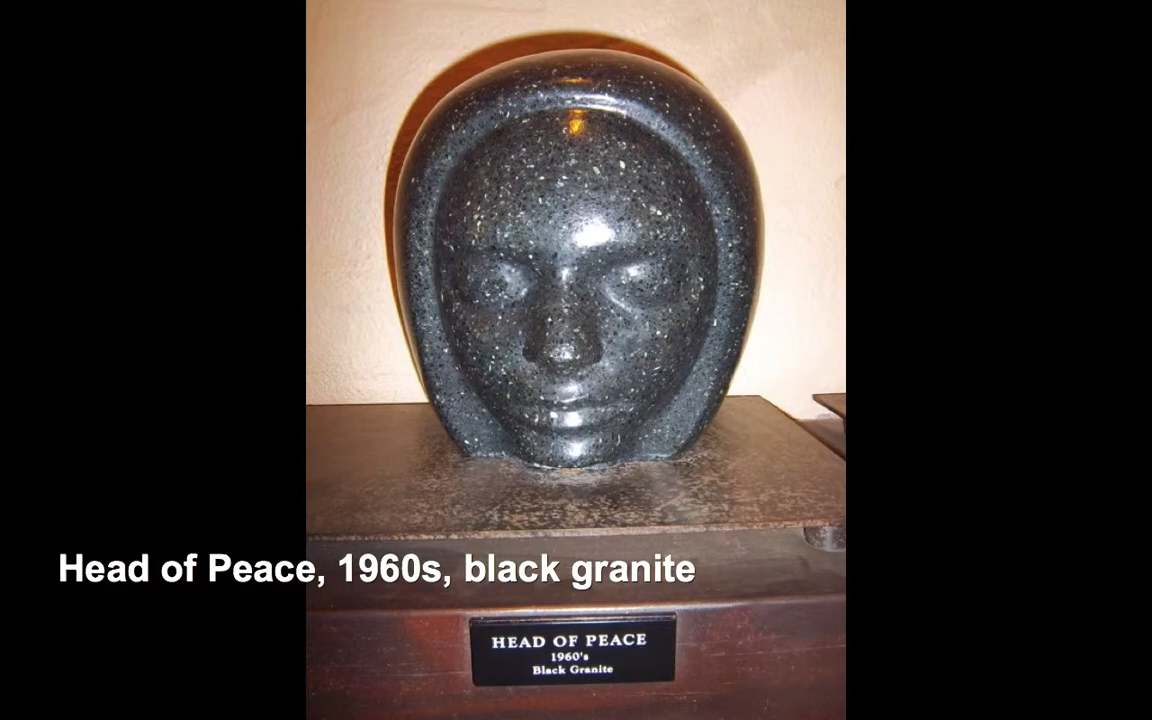 Head of Peace, 1960s, black granite
HEAD OF PEACE
1960's
Black Granite